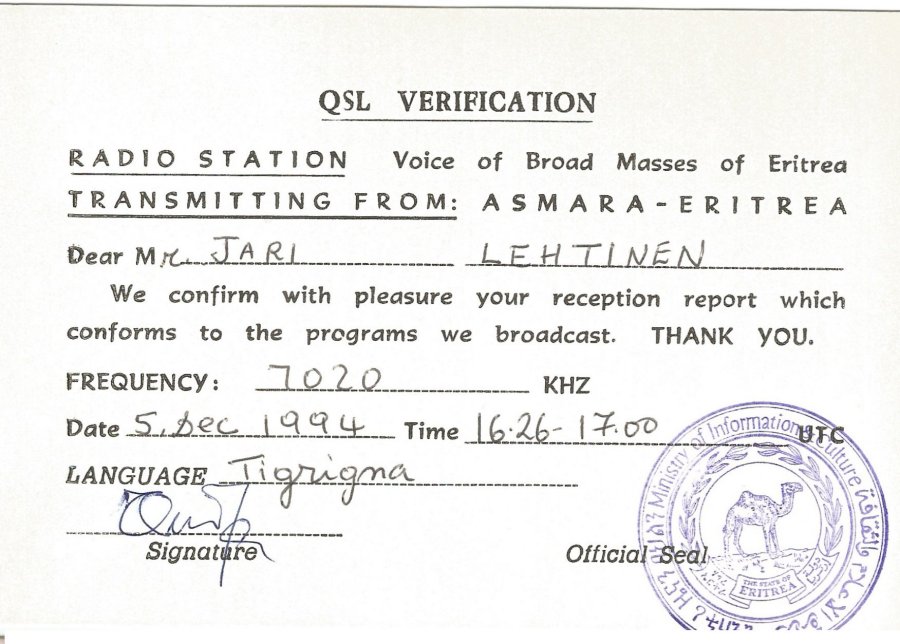 QSL VERIFICATION
RADIO STATION Voice of Broad Masses of Eritrea
TRANSMITTING FROM: ASMARA-ERITREA
Dear Mr. JARI LEHTINEN
We confirm with pleasure your reception report which
conforms to the programs we broadcast. THANK YOU.
FREQUENCY: 7020 KHZ
Date 5, Dec 1994 Time 16.26 - 17.00 UTC
LANGUAGE Tigrigna
Signature
Official Seal
Ministry of Information Culture
THE STATE OF
ERITREA